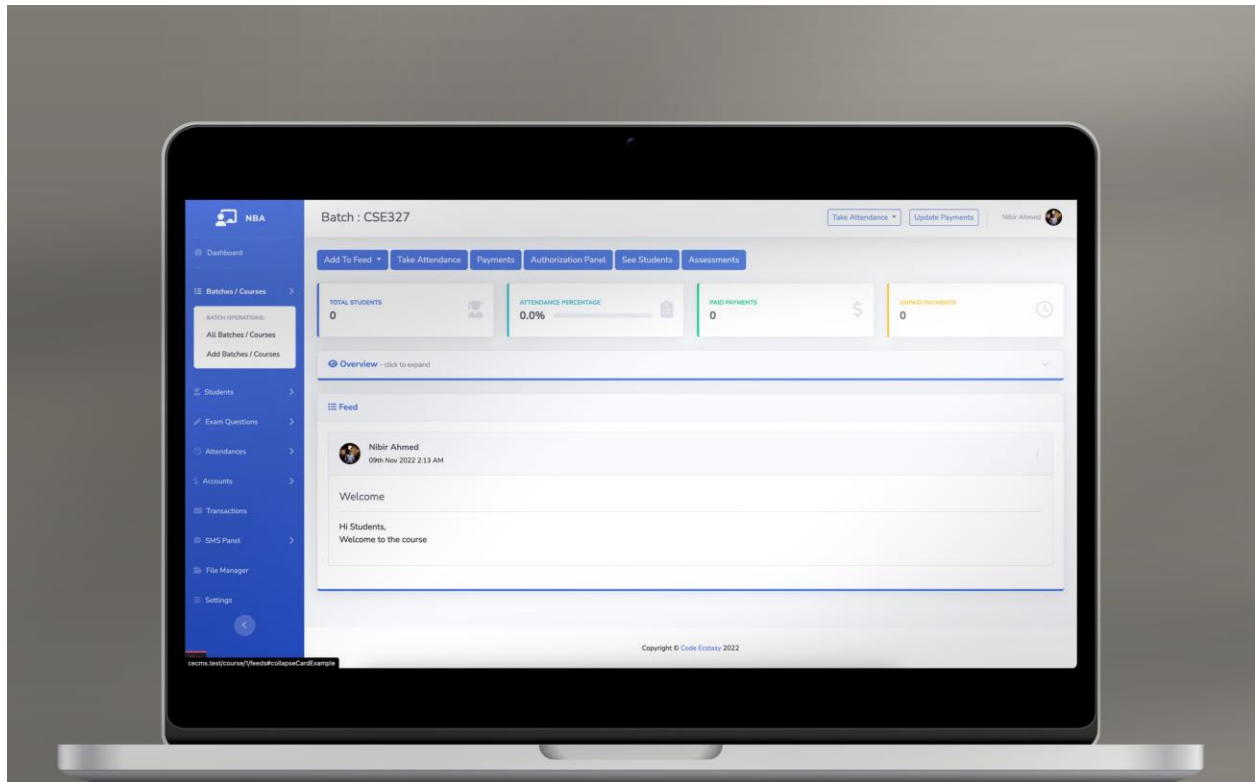 NBA
Batch : CSE327
Take Attendance
Update Payments
Nibir Ahmed
Dashboard
Add To Feed
Take Attendance
Payments
Authorization Panel
See Students
Assessments
Batches / Courses
BATCH OPERATIONS:
All Batches / Courses
Add Batches / Courses
Students
Exam Questions
Attendances
Accounts
Transactions
SMS Panel
File Manager
Settings
TOTAL STUDENTS
0
ATTENDANCE PERCENTAGE
0.0%
PAID PAYMENTS
0
UNPAID PAYMENTS
0
Overview - click to expand
Feed
Nibir Ahmed
09th Nov 2022 2:13 AM
Welcome
Hi Students,
Welcome to the course
Copyright © Code Ecstasy 2022
cecms.test/course/1/feeds#collapseCardExample